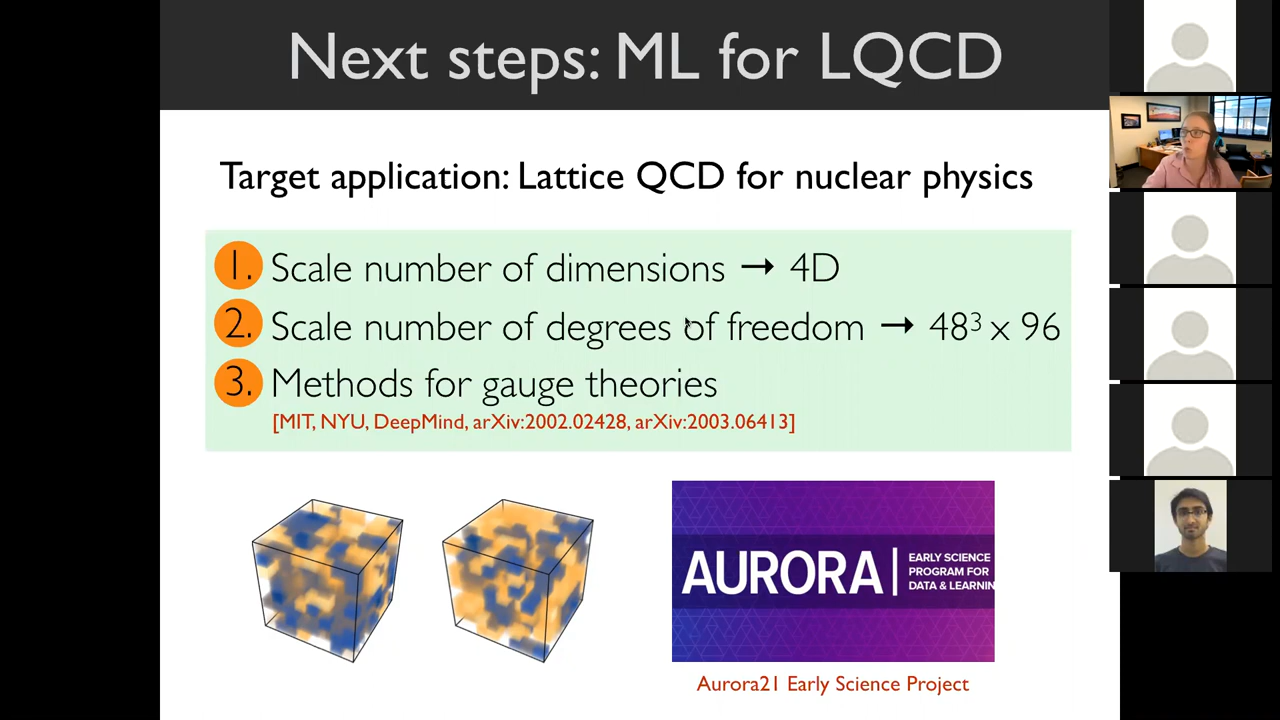 Next steps: ML for LQCD
Target application: Lattice QCD for nuclear physics
1. Scale number of dimensions → 4D
2. Scale number of degrees of freedom → 48³ x 96
3. Methods for gauge theories
[MIT, NYU, DeepMind, arXiv:2002.02428, arXiv:2003.06413]
AURORA | EARLY SCIENCE
PROGRAM FOR
DATA & LEARNIN
Aurora21 Early Science Project